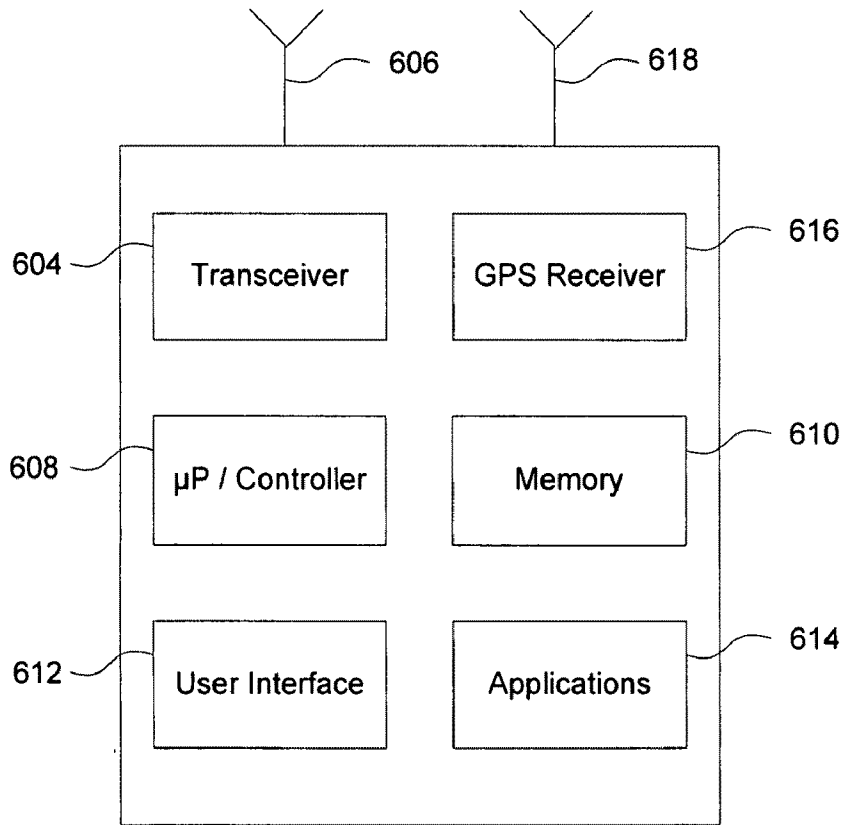 606
618
604
Transceiver
GPS Receiver
616
608
µP / Controller
Memory
610
612
User Interface
Applications
614